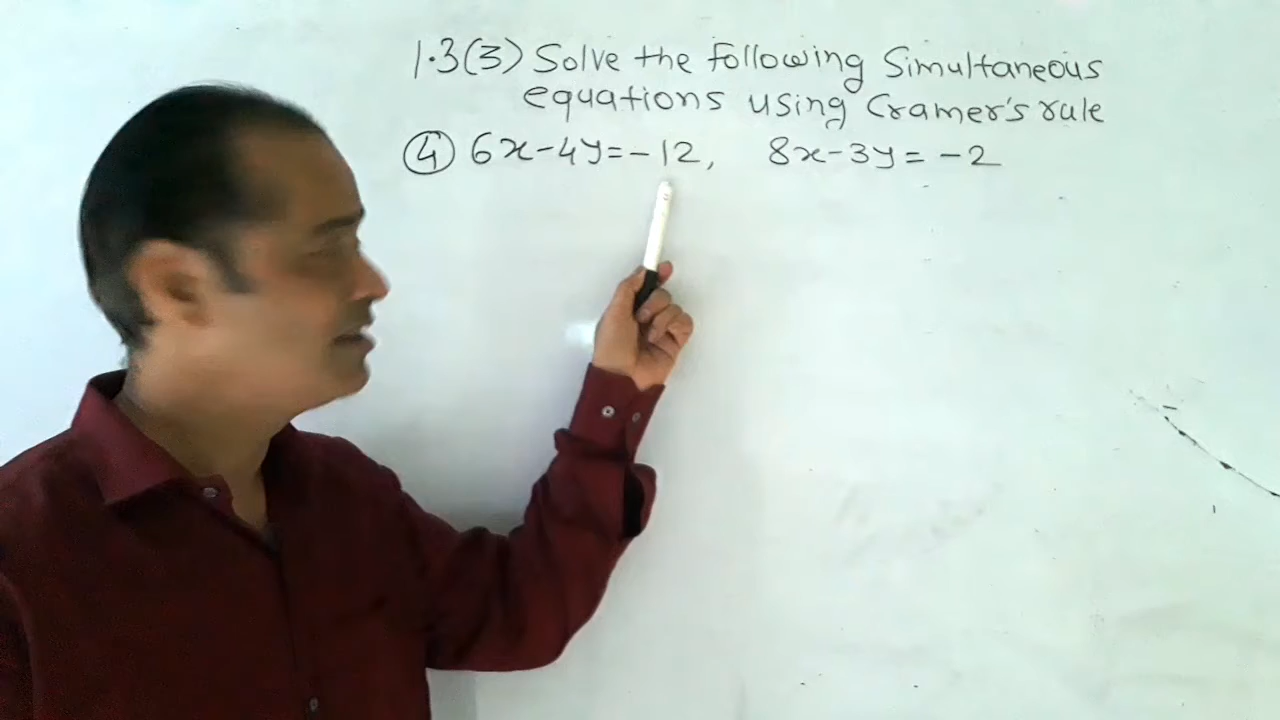 1.3(3) Solve the following Simultaneous
equations using Cramer's rule
④ 6x-4y=-12, 8x-3y=-2